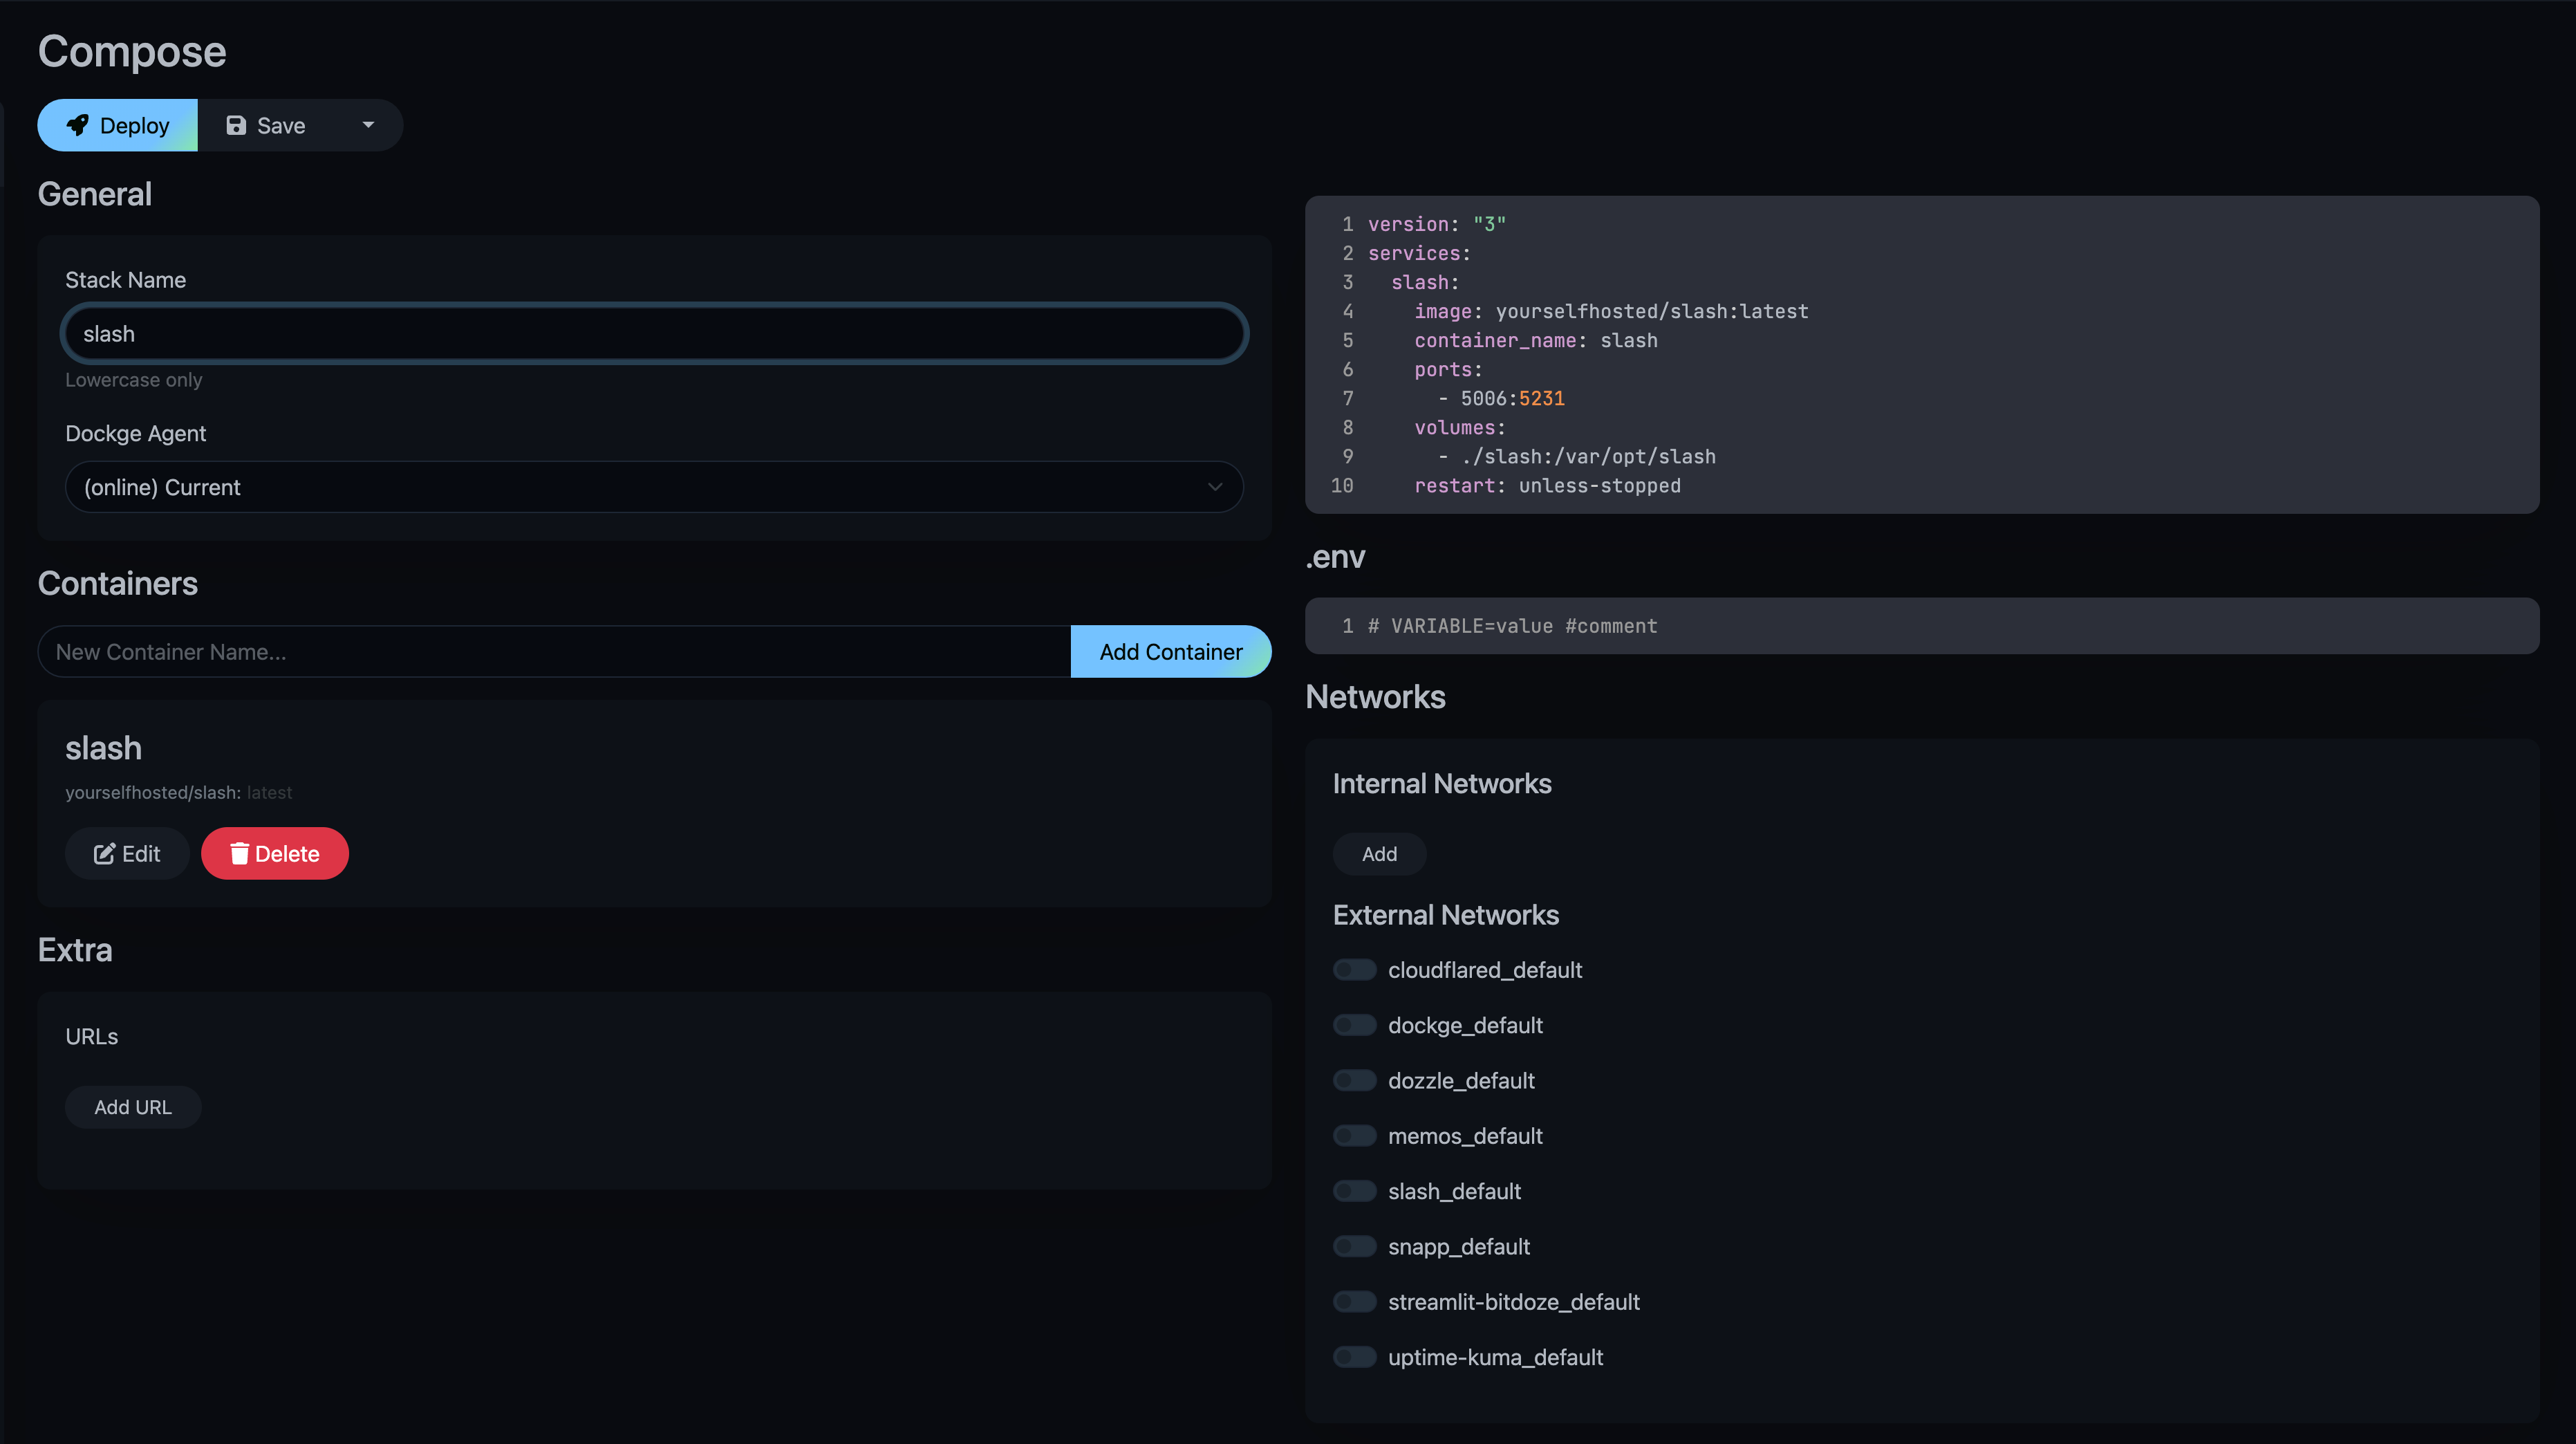 Compose
Deploy
Save
General
Stack Name
slash
Lowercase only
Dockge Agent
(online) Current
Containers
New Container Name...
Add Container
slash
yourselfhosted/slash: latest
Edit
Delete
Extra
URLs
Add URL
1 version: "3"
2 services:
3   slash:
4     image: yourselfhosted/slash:latest
5     container_name: slash
6     ports:
7       - 5006:5231
8     volumes:
9       - ./slash:/var/opt/slash
10     restart: unless-stopped
.env
1 # VARIABLE=value #comment
Networks
Internal Networks
Add
External Networks
cloudflared_default
dockge_default
dozzle_default
memos_default
slash_default
snapp_default
streamlit-bitdoze_default
uptime-kuma_default